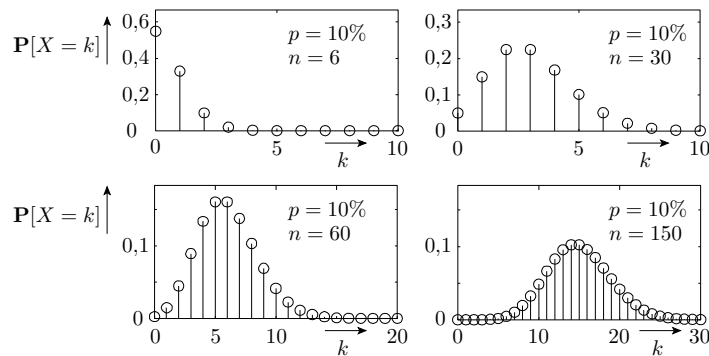 P[X = k]
0,6
0,4
0,2
0
0 5 10
k
p = 10%
n = 6
0,3
0,2
0,1
0
0 5 10
k
p = 10%
n = 30
P[X = k]
0,1
0 5 10 15 20
k
p = 10%
n = 60
0,1
0 10 20 30
k
p = 10%
n = 150